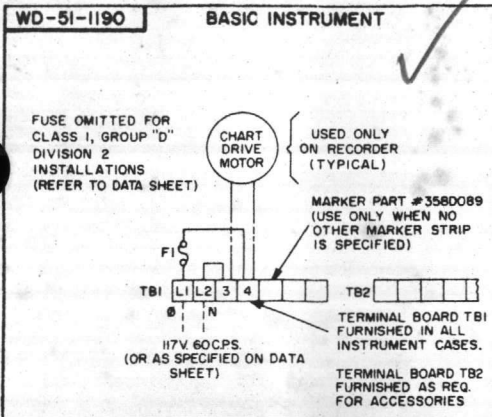 WD-51-1190
BASIC INSTRUMENT
FUSE OMITTED FOR
CLASS I, GROUP "D"
DIVISION 2
INSTALLATIONS
(REFER TO DATA SHEET)
CHART
DRIVE
MOTOR
USED ONLY
ON RECORDER
(TYPICAL)
MARKER PART #358D089
(USE ONLY WHEN NO
OTHER MARKER STRIP
IS SPECIFIED)
F1
TB1 L1 L2 3 4
TB2
Ø N
117V. 60C.P.S.
(OR AS SPECIFIED ON DATA
SHEET)
TERMINAL BOARD TB1
FURNISHED IN ALL
INSTRUMENT CASES.
TERMINAL BOARD TB2
FURNISHED AS REQ.
FOR ACCESSORIES